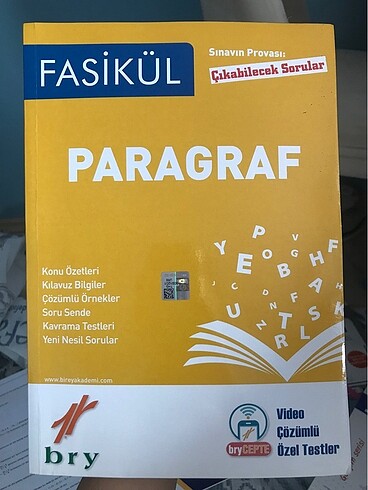 FASİKÜL
Sınavın Provası:
Çıkabilecek Sorular
PARAGRAF
Konu Özetleri
Kılavuz Bilgiler
Çözümlü Örnekler
Soru Sende
Kavrama Testleri
Yeni Nesil Sorular
www.bireyakademi.com
bry
bryCEPTE
Video
Çözümlü
Özel Testler